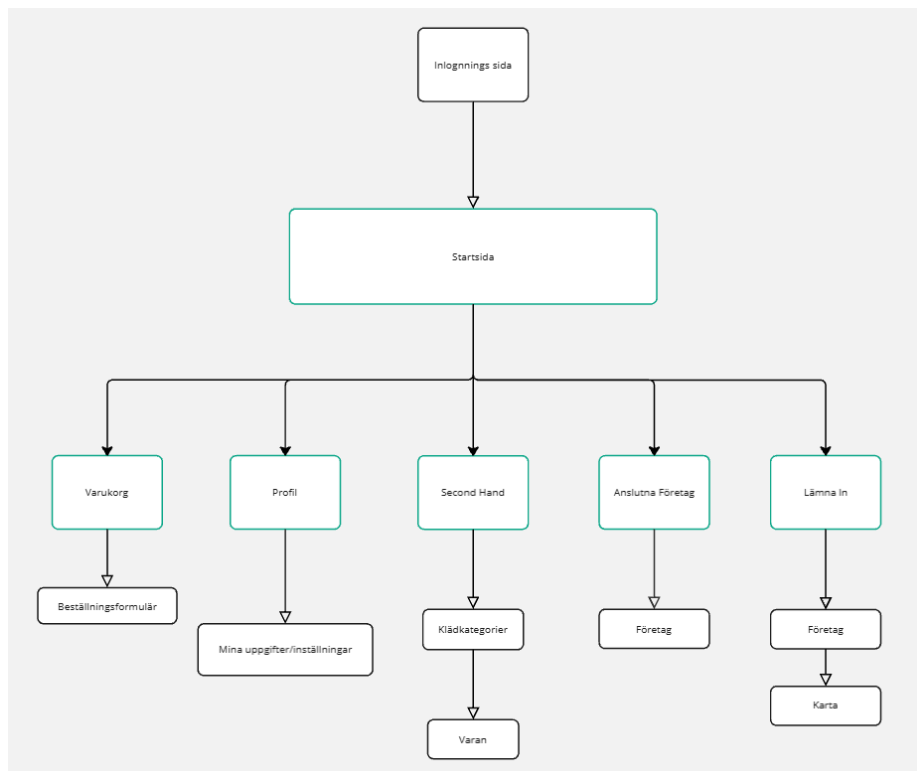 Inlognnings sida
Startsida
Varukorg
Profil
Second Hand
Anslutna Företag
Lämna In
Beställningsformulär
Mina uppgifter/inställningar
Klädkategorier
Företag
Företag
Karta
Varan